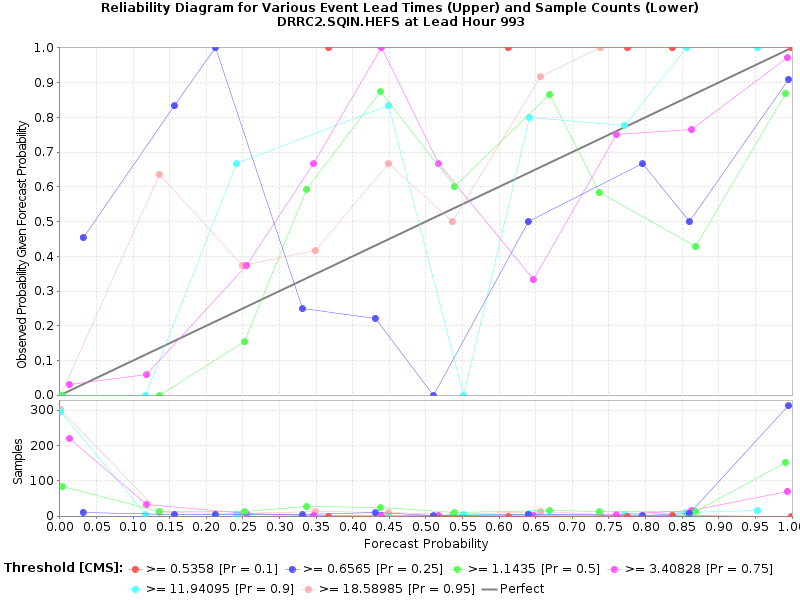 Reliability Diagram for Various Event Lead Times (Upper) and Sample Counts (Lower)
DRRC2.SQIN.HEFS at Lead Hour 993
Observed Probability Given Forecast Probability
1.0
0.9
0.8
0.7
0.6
0.5
0.4
0.3
0.2
0.1
0.0
Samples
300
200
100
0
0.00 0.05 0.10 0.15 0.20 0.25 0.30 0.35 0.40 0.45 0.50 0.55 0.60 0.65 0.70 0.75 0.80 0.85 0.90 0.95 1.00
Forecast Probability
Threshold [CMS]: >= 0.5358 [Pr = 0.1] >= 0.6565 [Pr = 0.25] >= 1.1435 [Pr = 0.5] >= 3.40828 [Pr = 0.75]
>= 11.94095 [Pr = 0.9] >= 18.58985 [Pr = 0.95] Perfect